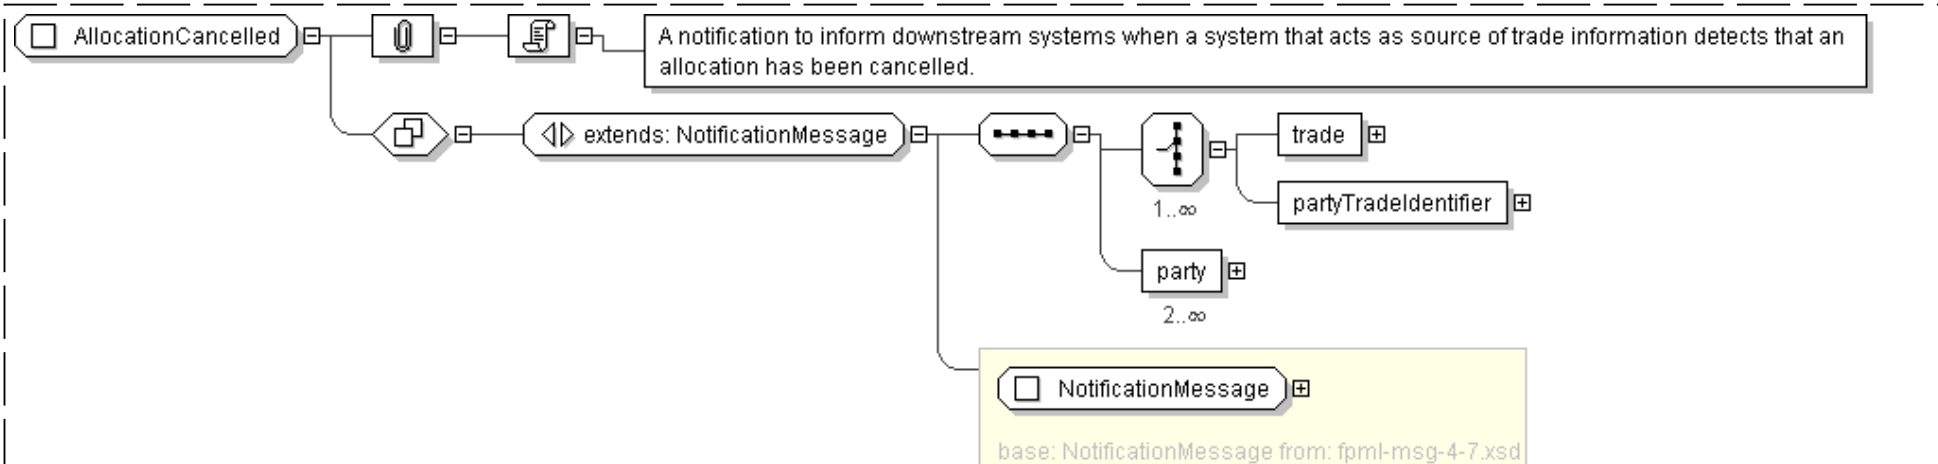 AllocationCancelled
A notification to inform downstream systems when a system that acts as source of trade information detects that an
allocation has been cancelled.
extends: NotificationMessage
trade
partyTradeIdentifier
1..∞
party
2..∞
NotificationMessage
base: NotificationMessage from: fpml-msg-4-7.xsd